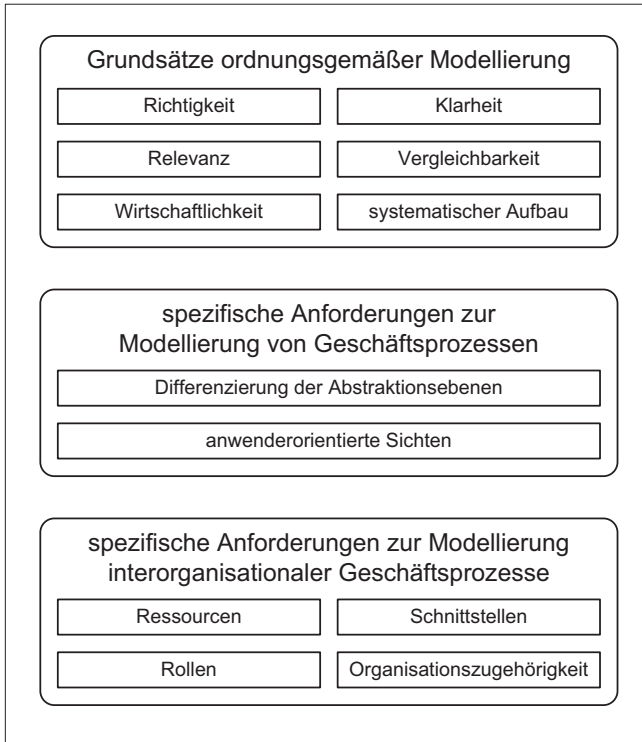 Grundsätze ordnungsgemäßer Modellierung
Richtigkeit
Klarheit
Relevanz
Vergleichbarkeit
Wirtschaftlichkeit
systematischer Aufbau
spezifische Anforderungen zur
Modellierung von Geschäftsprozessen
Differenzierung der Abstraktionsebenen
anwenderorientierte Sichten
spezifische Anforderungen zur Modellierung
interorganisationaler Geschäftsprozesse
Ressourcen
Schnittstellen
Rollen
Organisationszugehörigkeit